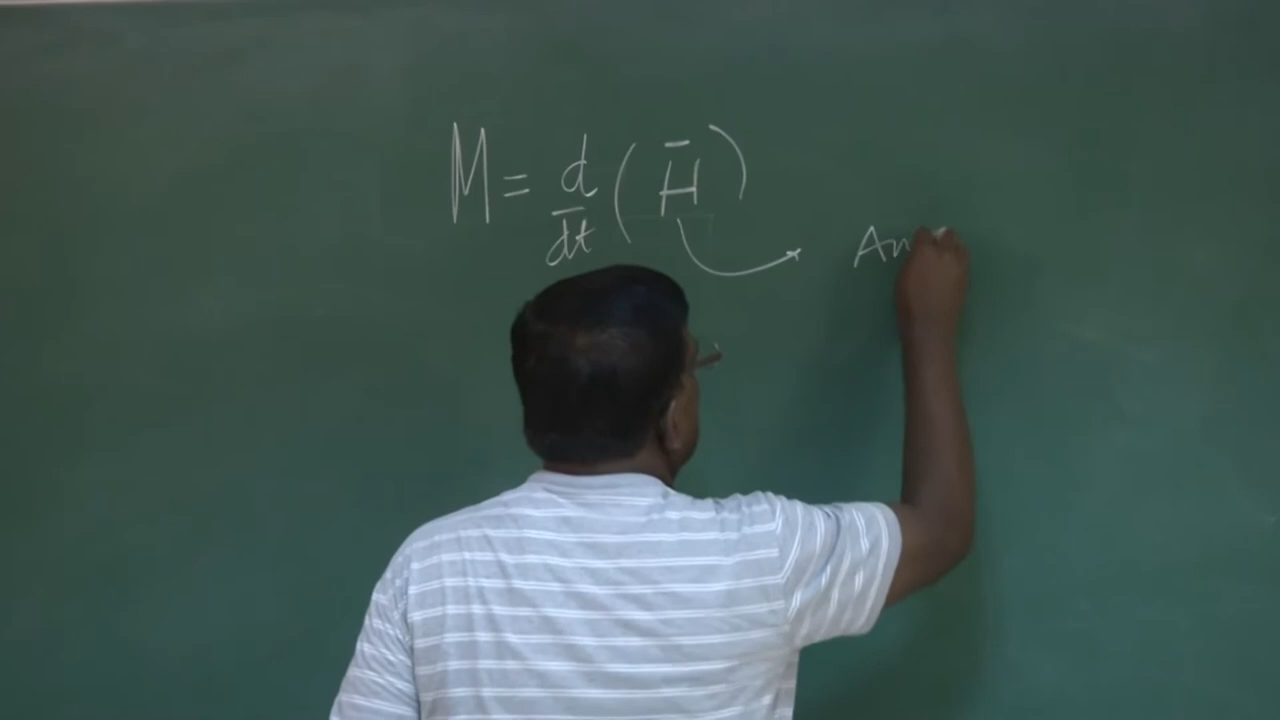 M = d/dt ( H̄ )
An